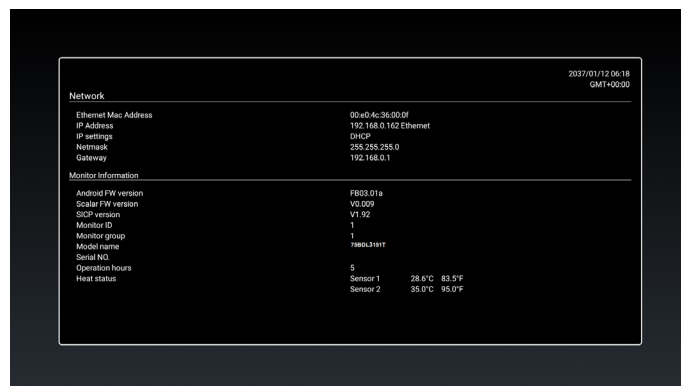 2037/01/12 06:18
GMT+00:00
Network
Ethernet Mac Address 00:e0:4c:36:00:0f
IP Address 192.168.0.162 Ethernet
IP settings DHCP
Netmask 255.255.255.0
Gateway 192.168.0.1
Monitor Information
Android FW version FB03.01a
Scalar FW version V0.009
SICP version V1.92
Monitor ID 1
Monitor group 1
Model name 75BDL3151T
Serial NO.
Operation hours 5
Heat status Sensor 1 28.6°C 83.5°F
Sensor 2 35.0°C 95.0°F